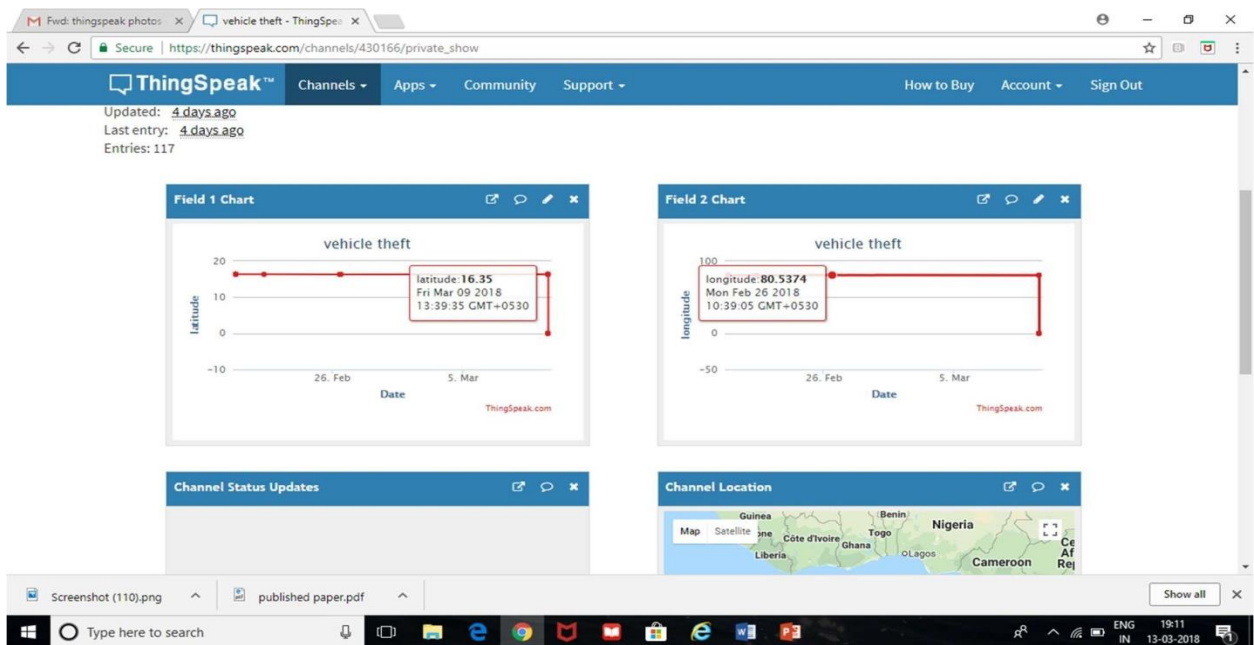 Fwd: thingspeak photos
vehicle theft - ThingSpea
Secure | https://thingspeak.com/channels/430166/private_show
ThingSpeak™ Channels Apps Community Support How to Buy Account Sign Out
Updated: 4 days ago
Last entry: 4 days ago
Entries: 117
Field 1 Chart
vehicle theft
20
10
0
-10
latitude
latitude:16.35
Fri Mar 09 2018
13:39:35 GMT+0530
26. Feb 5. Mar
Date
ThingSpeak.com
Field 2 Chart
vehicle theft
100
0
-50
longitude
longitude:80.5374
Mon Feb 26 2018
10:39:05 GMT+0530
26. Feb 5. Mar
Date
ThingSpeak.com
Channel Status Updates
Channel Location
Map Satellite
Guinea
Benin
Nigeria
one
Côte d'Ivoire
Togo
Ghana
Liberia
Lagos
Cameroon
Ce
Af
Rep
Screenshot (110).png published paper.pdf Show all
Type here to search
ENG 19:11
IN 13-03-2018